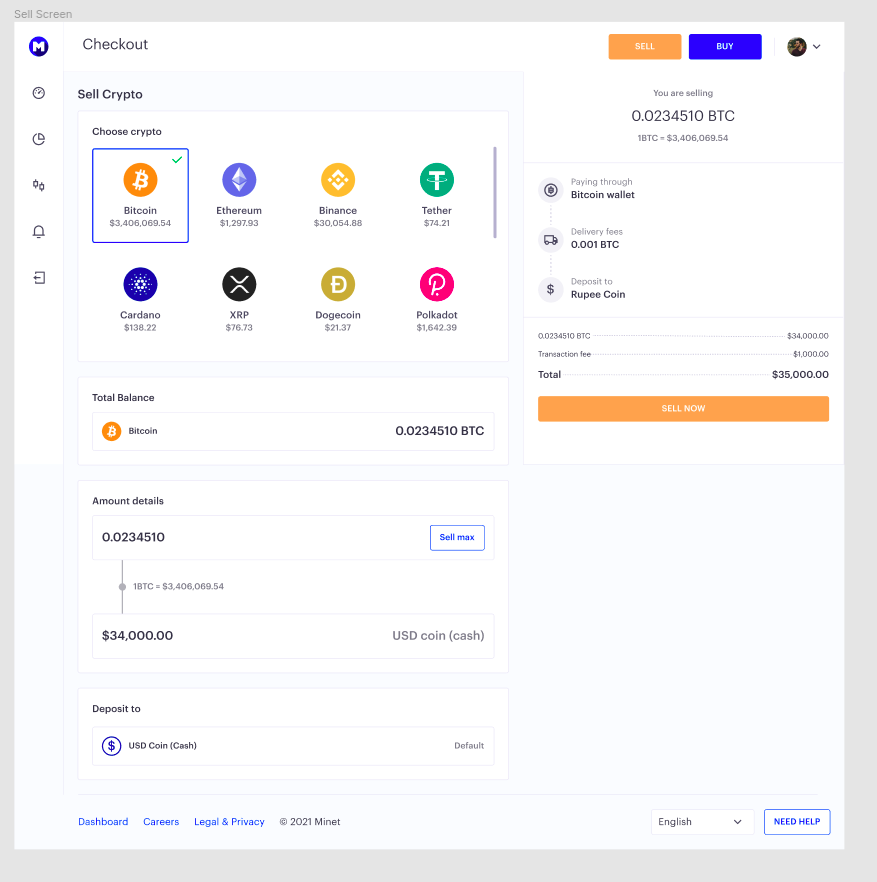 Sell Screen
M
Checkout
SELL
BUY
Sell Crypto
Choose crypto
Bitcoin
$3,406,069.54
Ethereum
$1,297.93
Binance
$30,054.88
Tether
$74.21
Cardano
$138.22
XRP
$76.73
Dogecoin
$21.37
Polkadot
$1,642.39
Total Balance
Bitcoin
0.0234510 BTC
Amount details
0.0234510
Sell max
1BTC = $3,406,069.54
$34,000.00
USD coin (cash)
Deposit to
$
USD Coin (Cash)
Default
You are selling
0.0234510 BTC
1BTC = $3,406,069.54
Paying through
Bitcoin wallet
Delivery fees
0.001 BTC
$
Deposit to
Rupee Coin
0.0234510 BTC
$34,000.00
Transaction fee
$1,000.00
Total
$35,000.00
SELL NOW
Dashboard
Careers
Legal & Privacy
© 2021 Minet
English
NEED HELP